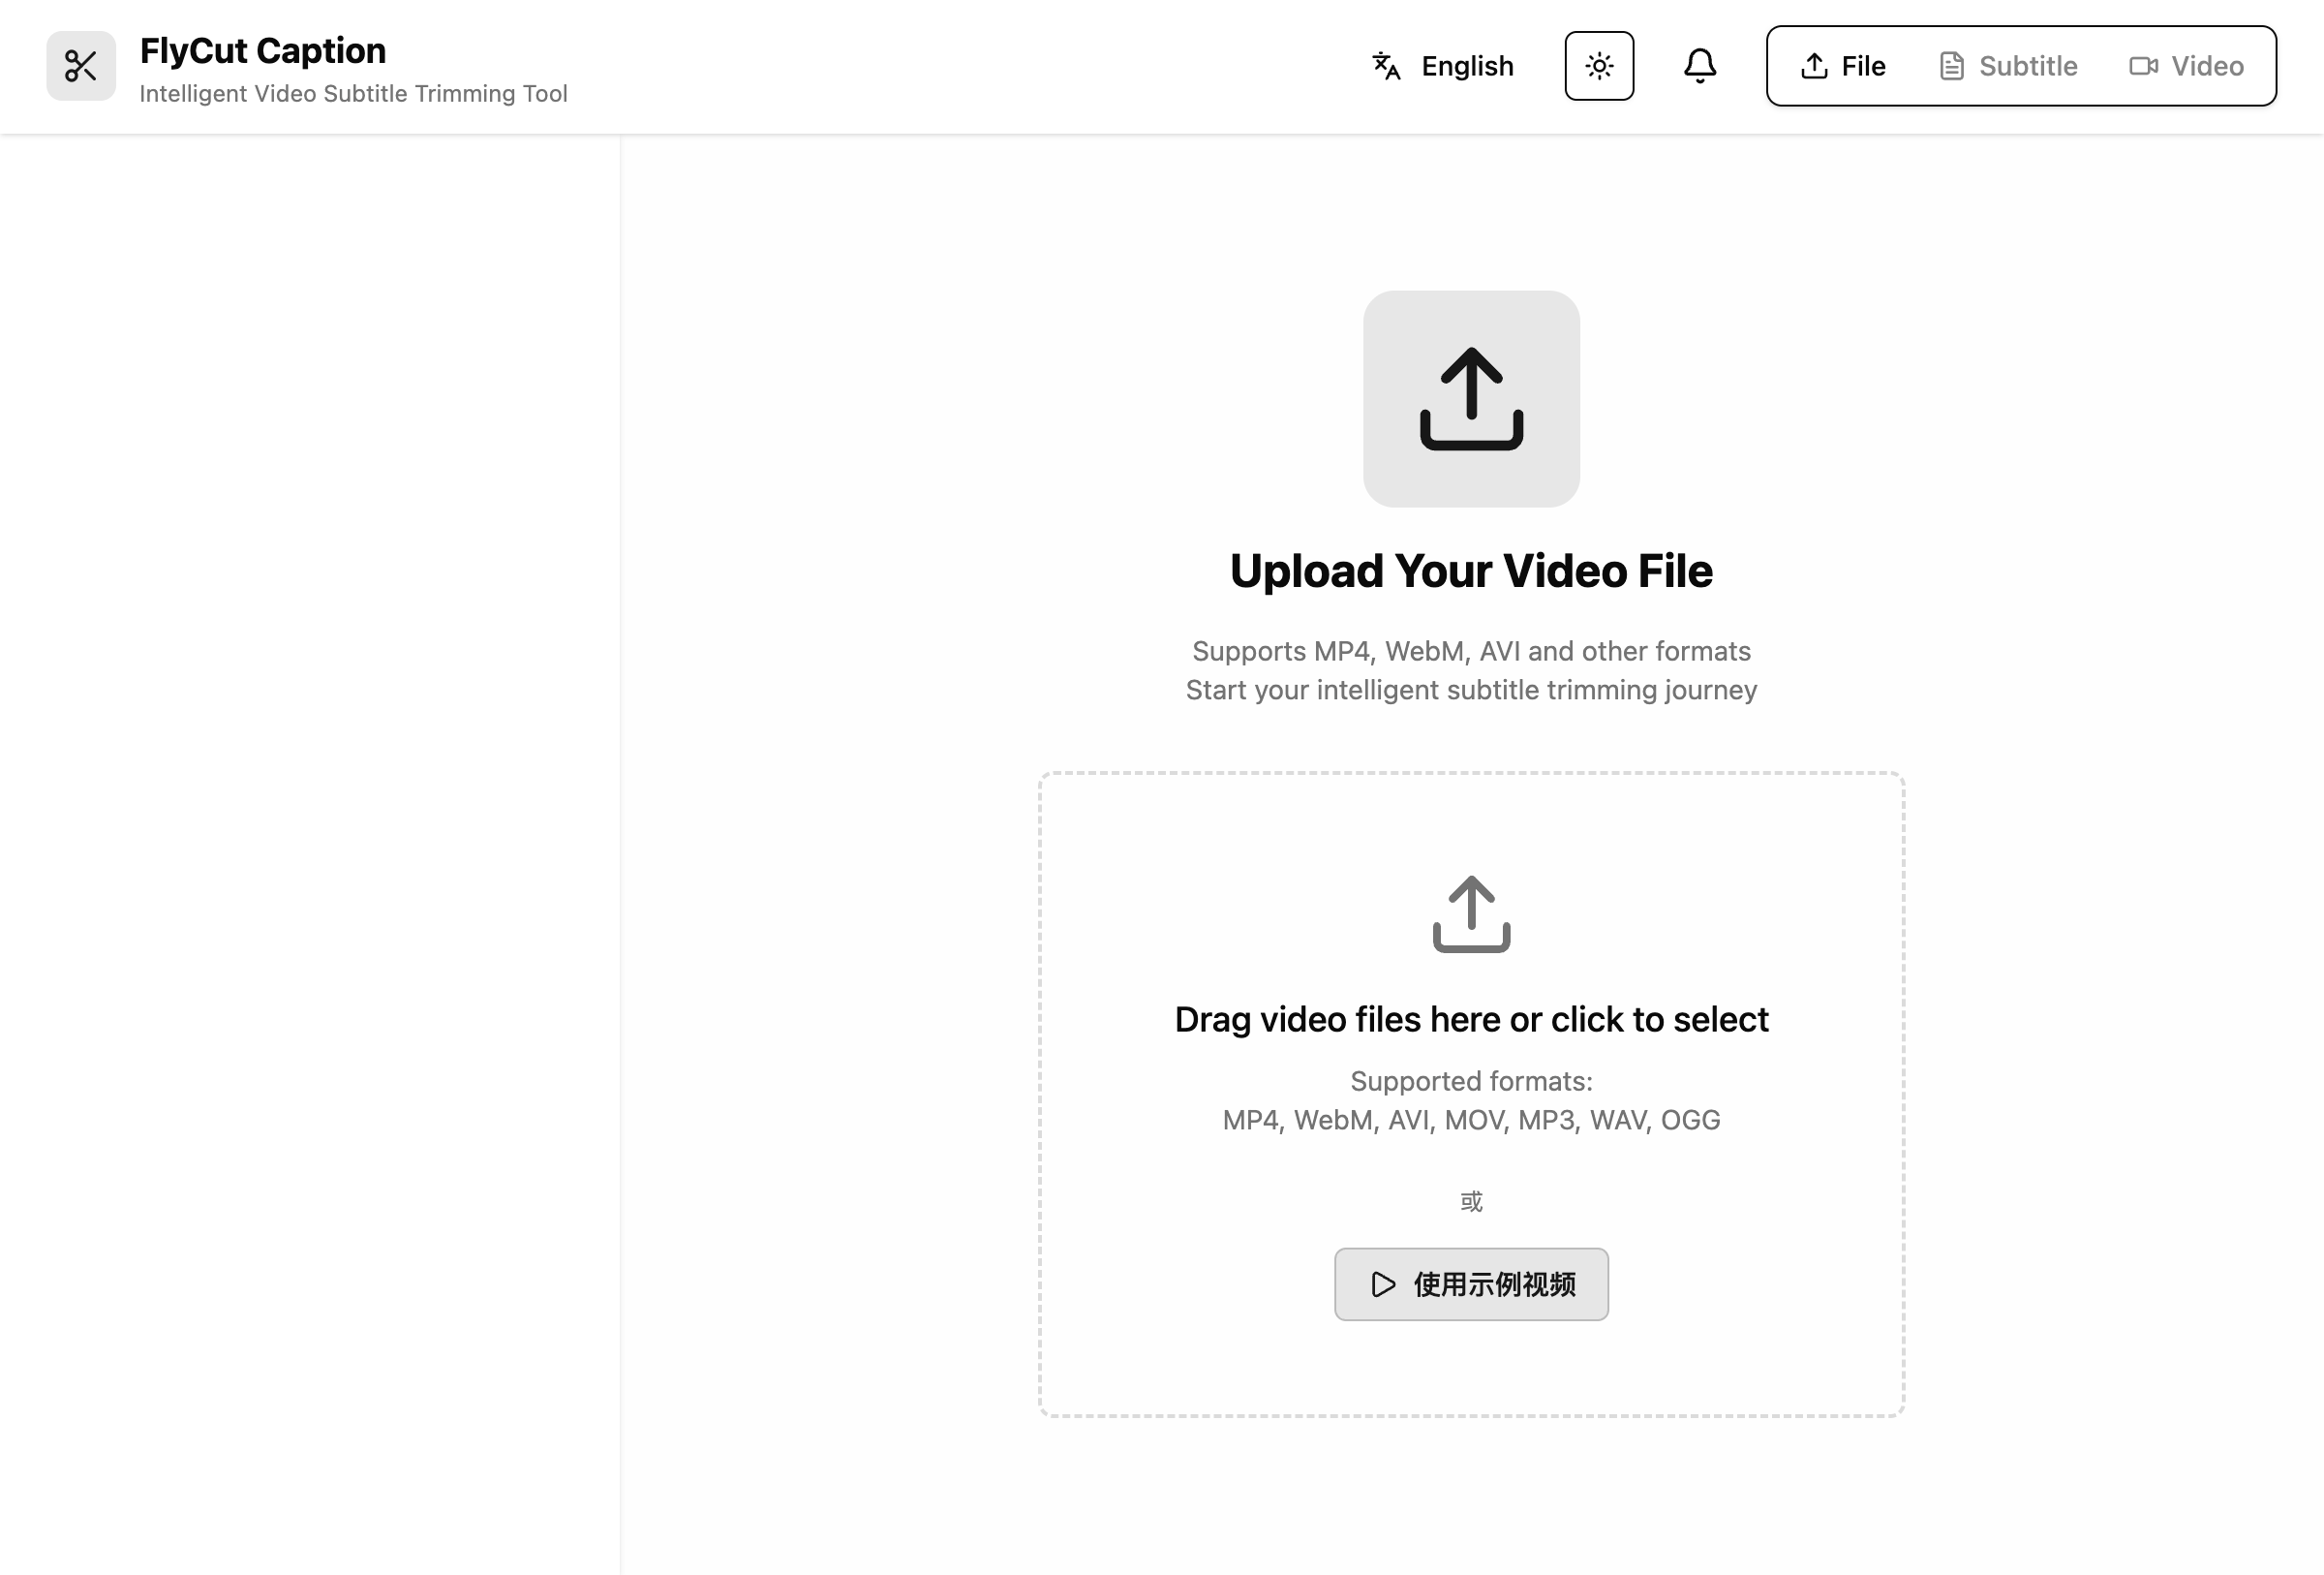 FlyCut Caption
Intelligent Video Subtitle Trimming Tool
English
File
Subtitle
Video
Upload Your Video File
Supports MP4, WebM, AVI and other formats
Start your intelligent subtitle trimming journey
Drag video files here or click to select
Supported formats:
MP4, WebM, AVI, MOV, MP3, WAV, OGG
或
使用示例视频